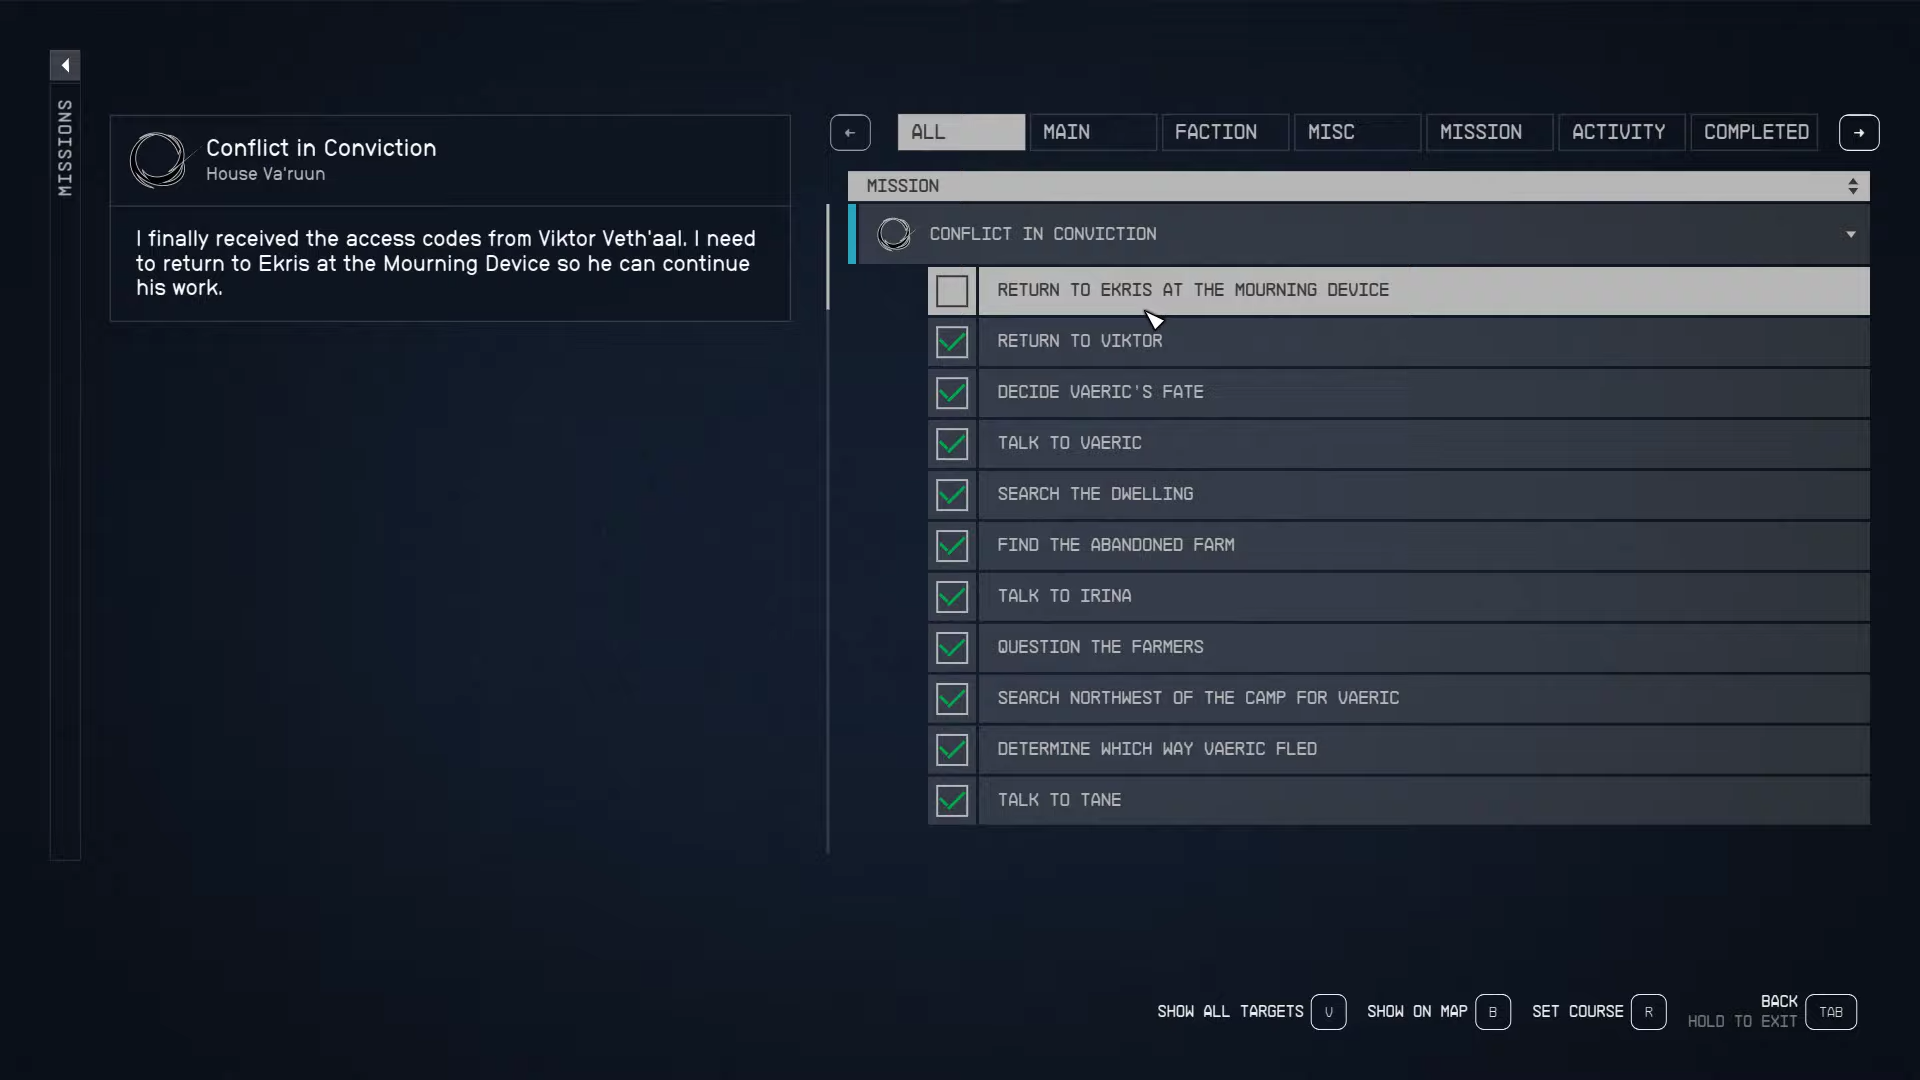 MISSIONS
Conflict in Conviction
House Va'ruun
I finally received the access codes from Viktor Veth'aal. I need
to return to Ekris at the Mourning Device so he can continue
his work.
ALL
MAIN
FACTION
MISC
MISSION
ACTIVITY
COMPLETED
MISSION
CONFLICT IN CONVICTION
RETURN TO EKRIS AT THE MOURNING DEVICE
RETURN TO VIKTOR
DECIDE VAERIC'S FATE
TALK TO VAERIC
SEARCH THE DWELLING
FIND THE ABANDONED FARM
TALK TO IRINA
QUESTION THE FARMERS
SEARCH NORTHWEST OF THE CAMP FOR VAERIC
DETERMINE WHICH WAY VAERIC FLED
TALK TO TANE
SHOW ALL TARGETS V
SHOW ON MAP B
SET COURSE R
BACK
HOLD TO EXIT
TAB